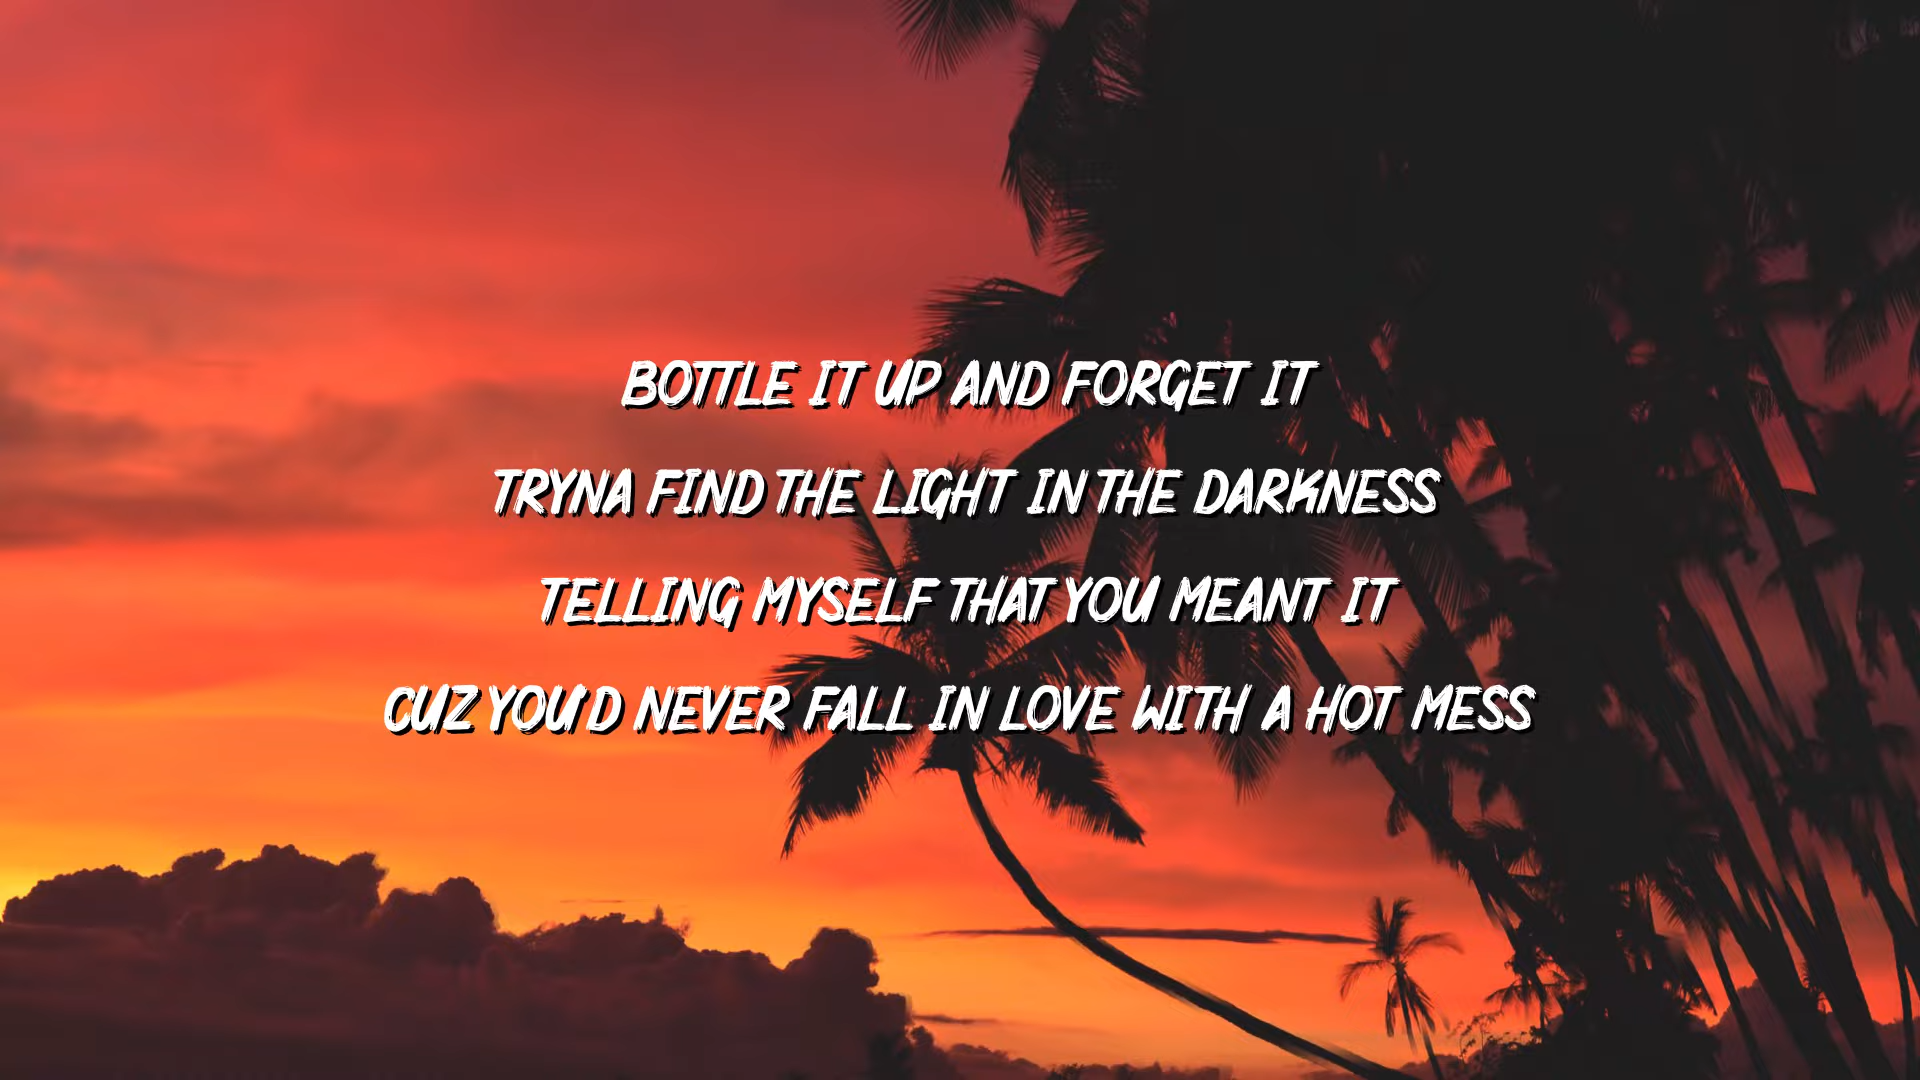 BOTTLE IT UP AND FORGET IT
TRYNA FIND THE LIGHT IN THE DARKNESS
TELLING MYSELF THAT YOU MEANT IT
CUZ YOU'D NEVER FALL IN LOVE WITH A HOT MESS